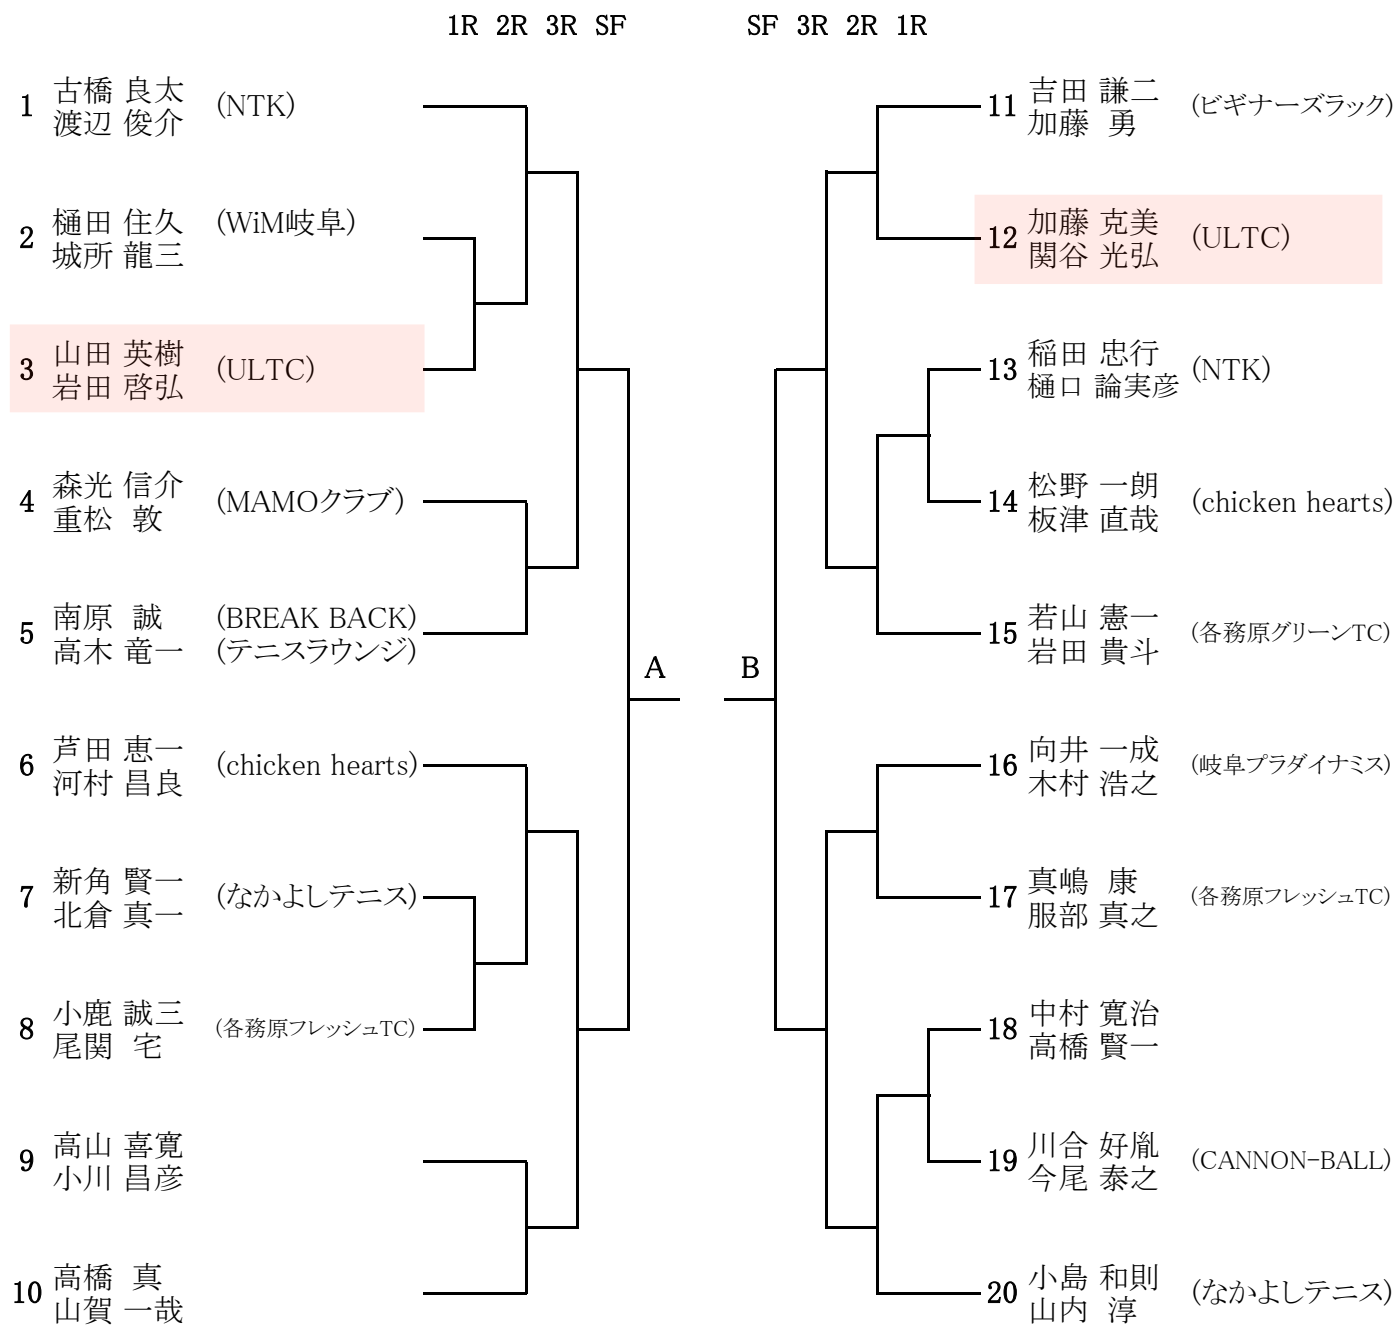 1R 2R 3R SF
SF 3R 2R 1R
1 古橋 良太 (NTK)
渡辺 俊介
2 樋田 住久 (WiM岐阜)
城所 龍三
3 山田 英樹 (ULTC)
岩田 啓弘
4 森光 信介 (MAMOクラブ)
重松 敦
5 南原 誠 (BREAK BACK)
高木 竜一 (テニスラウンジ)
6 芦田 恵一 (chicken hearts)
河村 昌良
7 新角 賢一 (なかよしテニス)
北倉 真一
8 小鹿 誠三 (各務原フレッシュTC)
尾関 宅
9 高山 喜寛
小川 昌彦
10 高橋 真
山賀 一哉
A
B
11 吉田 謙二 (ビギナーズラック)
加藤 勇
12 加藤 克美 (ULTC)
関谷 光弘
13 稲田 忠行 (NTK)
樋口 論実彦
14 松野 一朗 (chicken hearts)
板津 直哉
15 若山 憲一 (各務原グリーンTC)
岩田 貴斗
16 向井 一成 (岐阜プラダイナミス)
木村 浩之
17 真嶋 康 (各務原フレッシュTC)
服部 真之
18 中村 寛治
高橋 賢一
19 川合 好胤 (CANNON-BALL)
今尾 泰之
20 小島 和則 (なかよしテニス)
山内 淳